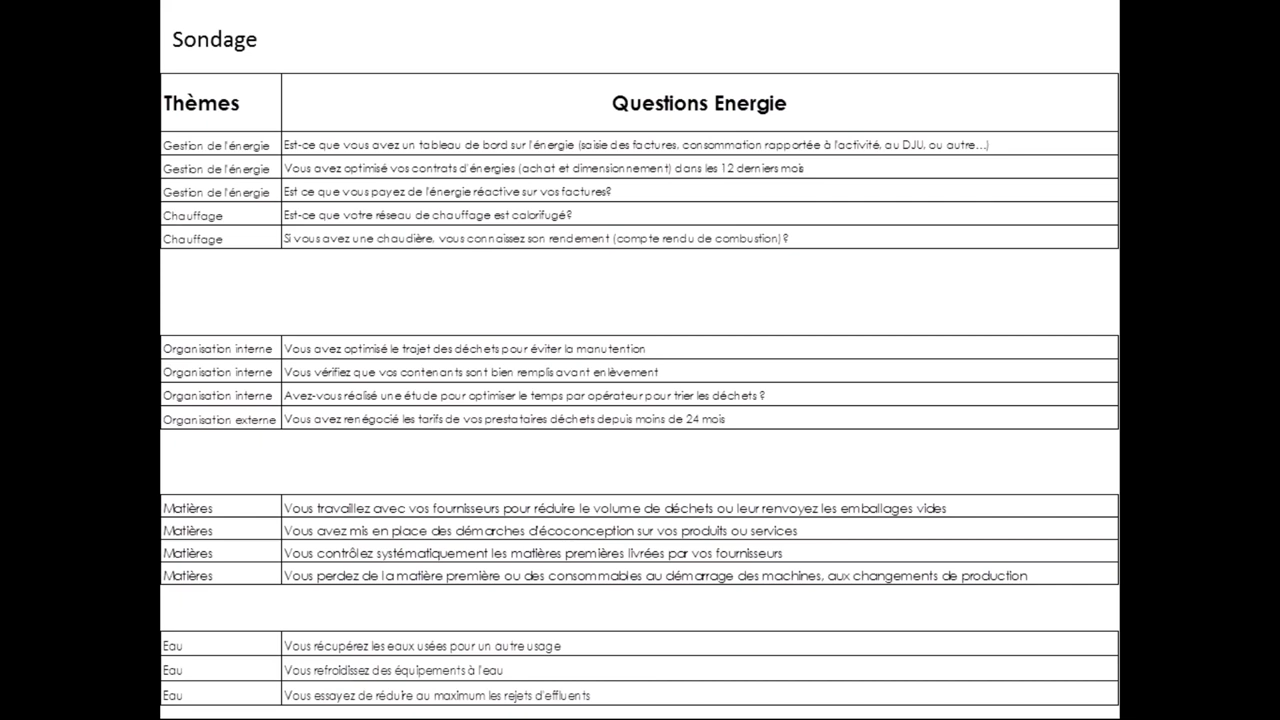 Sondage
Thèmes Questions Energie
Gestion de l'énergie Est-ce que vous avez un tableau de bord sur l'énergie (saisie des factures, consommation rapportée à l'activité, au DJU, ou autre...)
Gestion de l'énergie Vous avez optimisé vos contrats d'énergies (achat et dimensionnement) dans les 12 derniers mois
Gestion de l'énergie Est ce que vous payez de l'énergie réactive sur vos factures?
Chauffage Est-ce que votre réseau de chauffage est calorifugé?
Chauffage Si vous avez une chaudière, vous connaissez son rendement (compte rendu de combustion)?
Organisation interne Vous avez optimisé le trajet des déchets pour éviter la manutention
Organisation interne Vous vérifiez que vos contenants sont bien remplis avant enlèvement
Organisation interne Avez-vous réalisé une étude pour optimiser le temps par opérateur pour trier les déchets ?
Organisation externe Vous avez renégocié les tarifs de vos prestataires déchets depuis moins de 24 mois
Matières Vous travaillez avec vos fournisseurs pour réduire le volume de déchets ou leur renvoyez les emballages vides
Matières Vous avez mis en place des démarches d'écoconception sur vos produits ou services
Matières Vous contrôlez systématiquement les matières premières livrées par vos fournisseurs
Matières Vous perdez de la matière première ou des consommables au démarrage des machines, aux changements de production
Eau Vous récupérez les eaux usées pour un autre usage
Eau Vous refroidissez des équipements à l'eau
Eau Vous essayez de réduire au maximum les rejets d'effluents